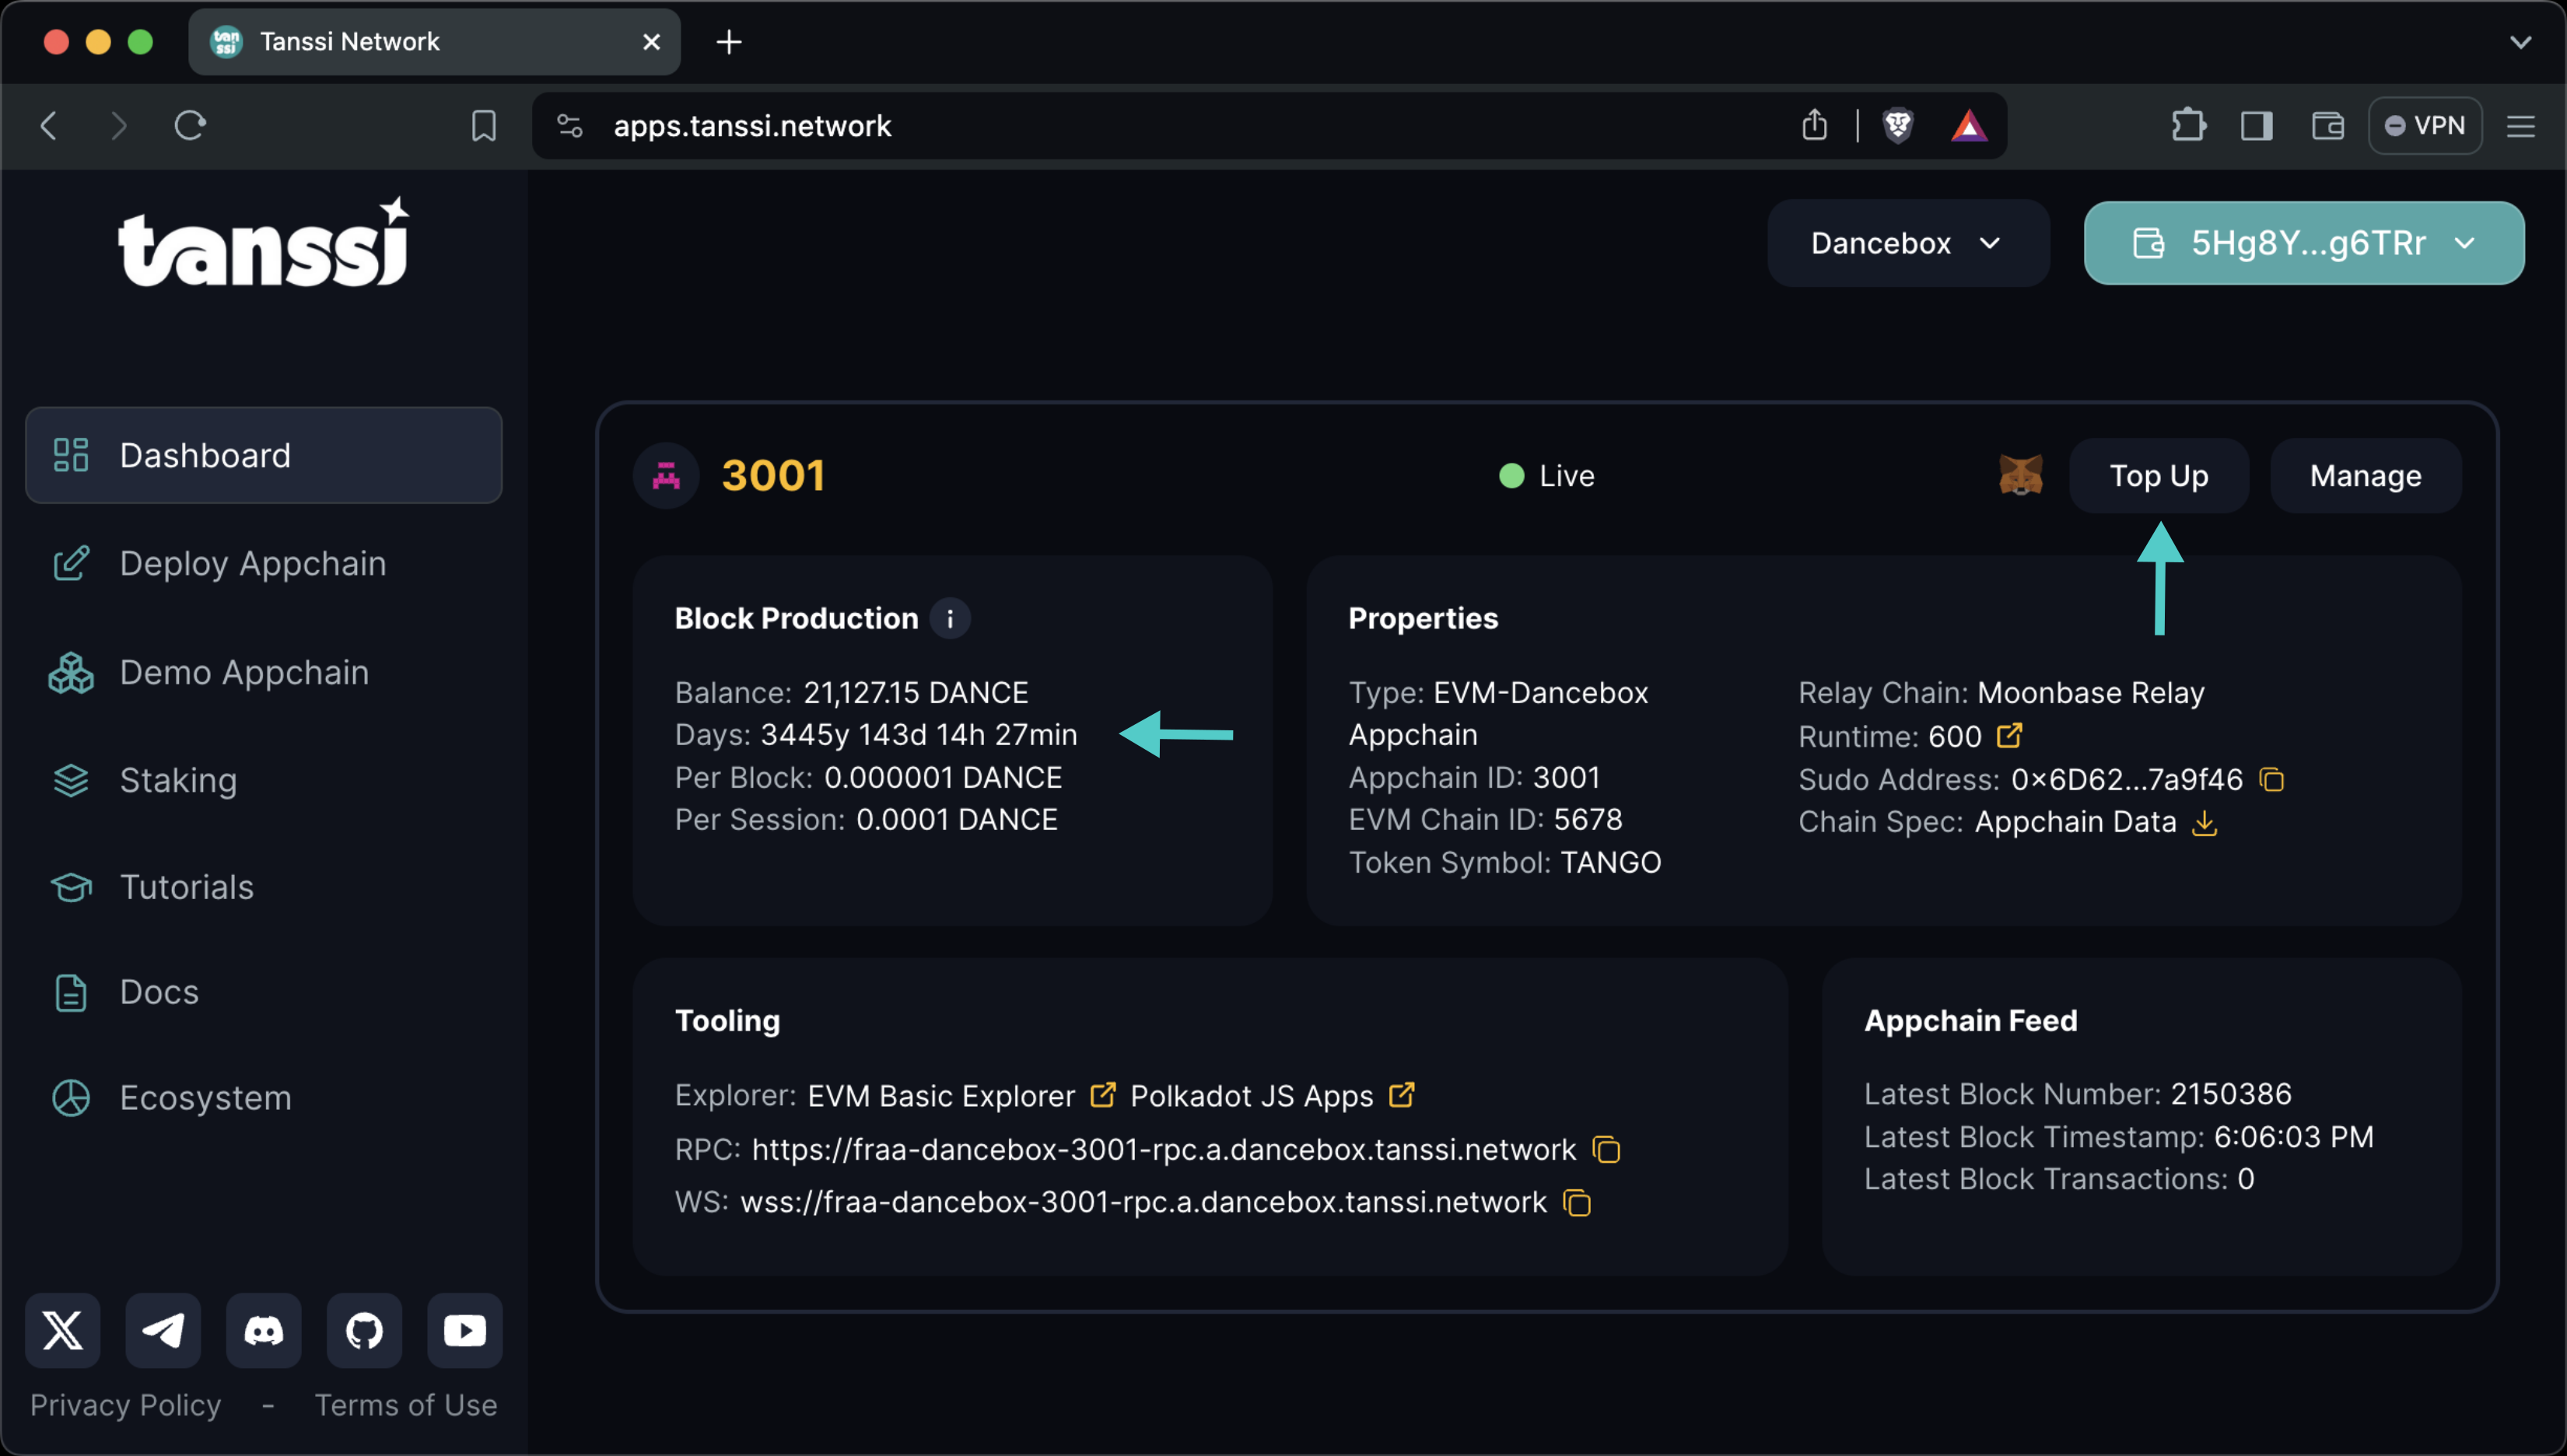 tanssi
Tanssi Network
apps.tanssi.network
VPN
tanssi
Dancebox
5Hg8Y...g6TRr
Dashboard
Deploy Appchain
Demo Appchain
Staking
Tutorials
Docs
Ecosystem
Privacy Policy - Terms of Use
3001
Live
Top Up
Manage
Block Production i
Balance: 21,127.15 DANCE
Days: 3445y 143d 14h 27min
Per Block: 0.000001 DANCE
Per Session: 0.0001 DANCE
Properties
Type: EVM-Dancebox
Appchain
Appchain ID: 3001
EVM Chain ID: 5678
Token Symbol: TANGO
Relay Chain: Moonbase Relay
Runtime: 600
Sudo Address: 0x6D62...7a9f46
Chain Spec: Appchain Data
Tooling
Explorer: EVM Basic Explorer Polkadot JS Apps
RPC: https://fraa-dancebox-3001-rpc.a.dancebox.tanssi.network
WS: wss://fraa-dancebox-3001-rpc.a.dancebox.tanssi.network
Appchain Feed
Latest Block Number: 2150386
Latest Block Timestamp: 6:06:03 PM
Latest Block Transactions: 0